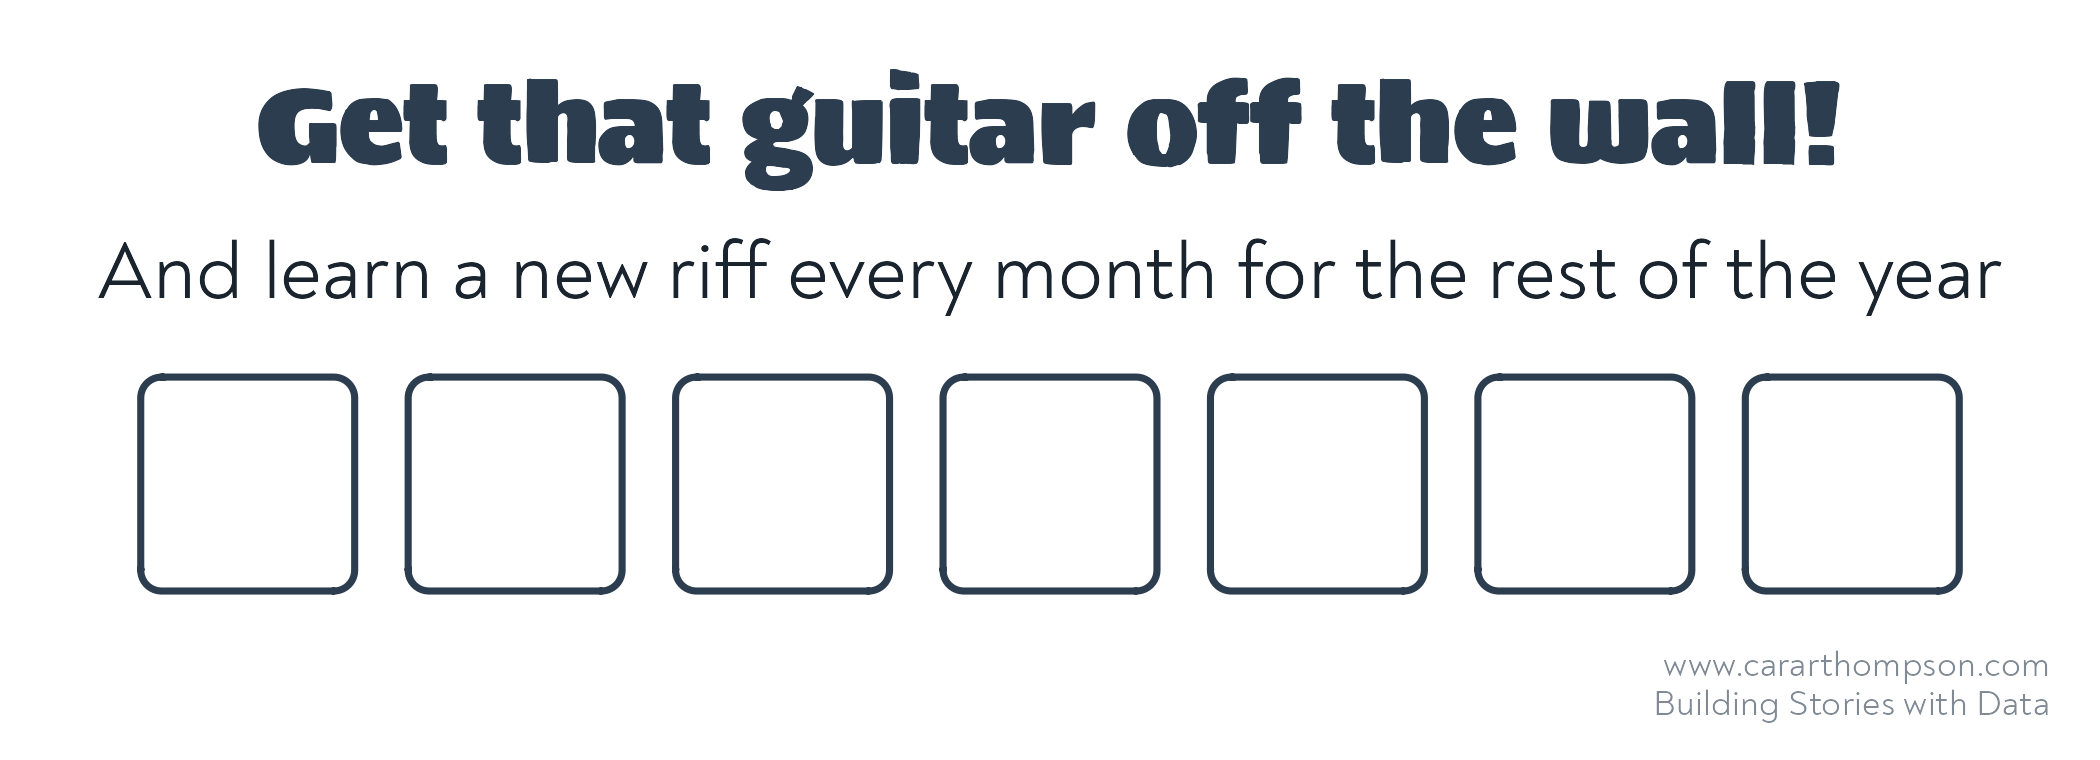 Get that guitar off the wall!
And learn a new riff every month for the rest of the year
www.cararthompson.com
Building Stories with Data